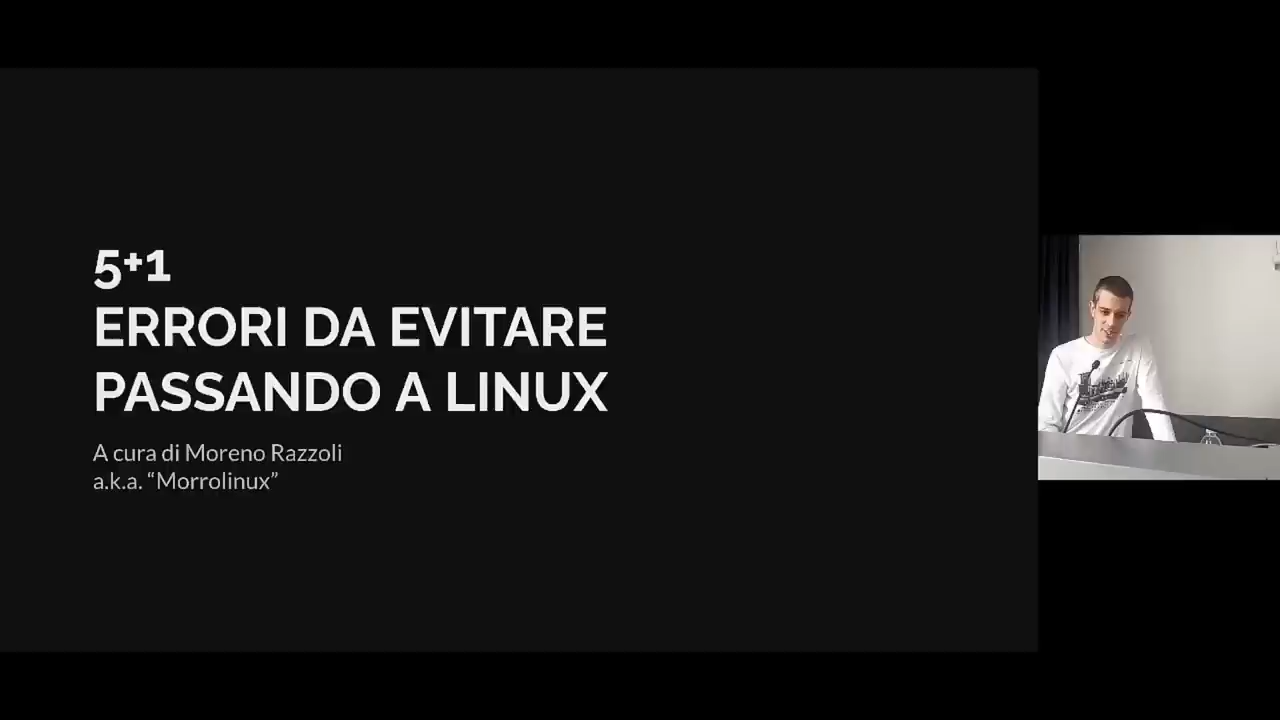 5+1
ERRORI DA EVITARE
PASSANDO A LINUX
A cura di Moreno Razzoli
a.k.a. “Morrolinux”